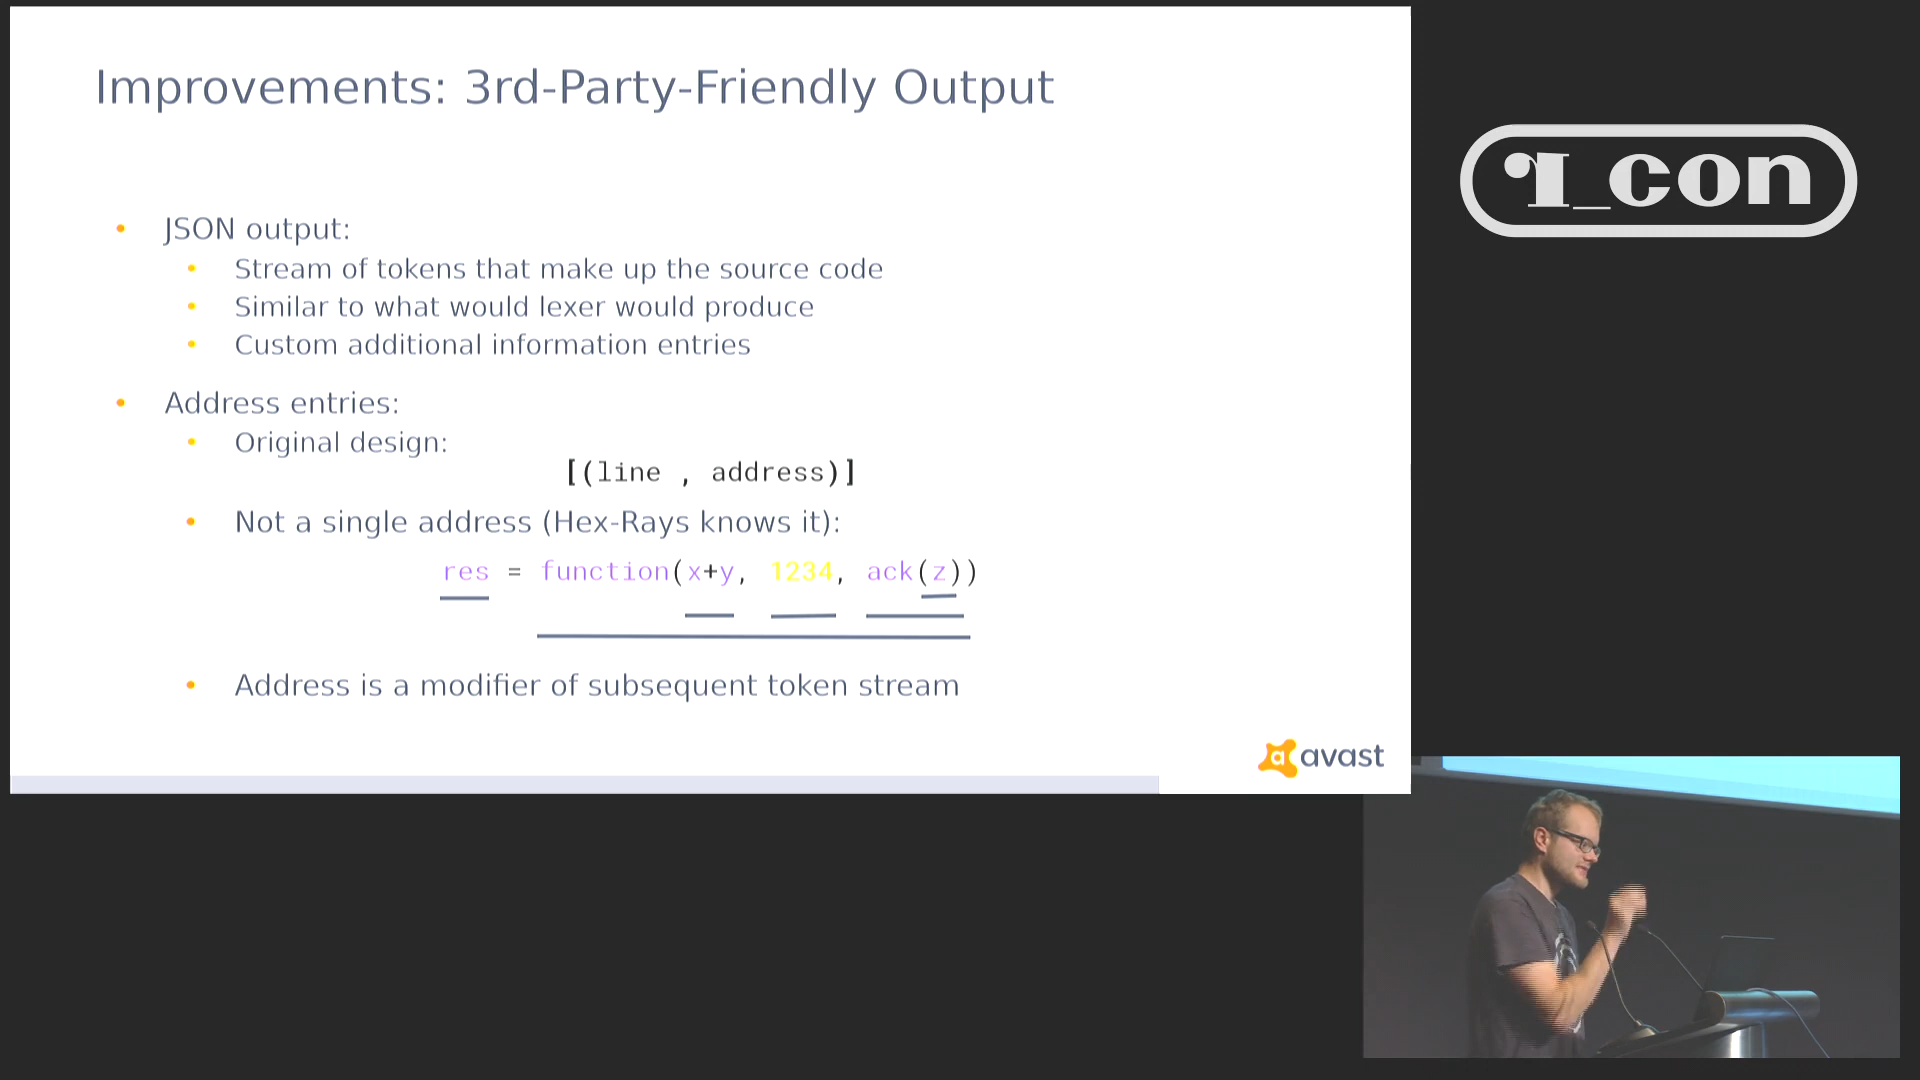 Improvements: 3rd-Party-Friendly Output
JSON output:
Stream of tokens that make up the source code
Similar to what would lexer would produce
Custom additional information entries
Address entries:
Original design:
[(line , address)]
Not a single address (Hex-Rays knows it):
res = function(x+y, 1234, ack(z))
Address is a modifier of subsequent token stream
avast
r_con